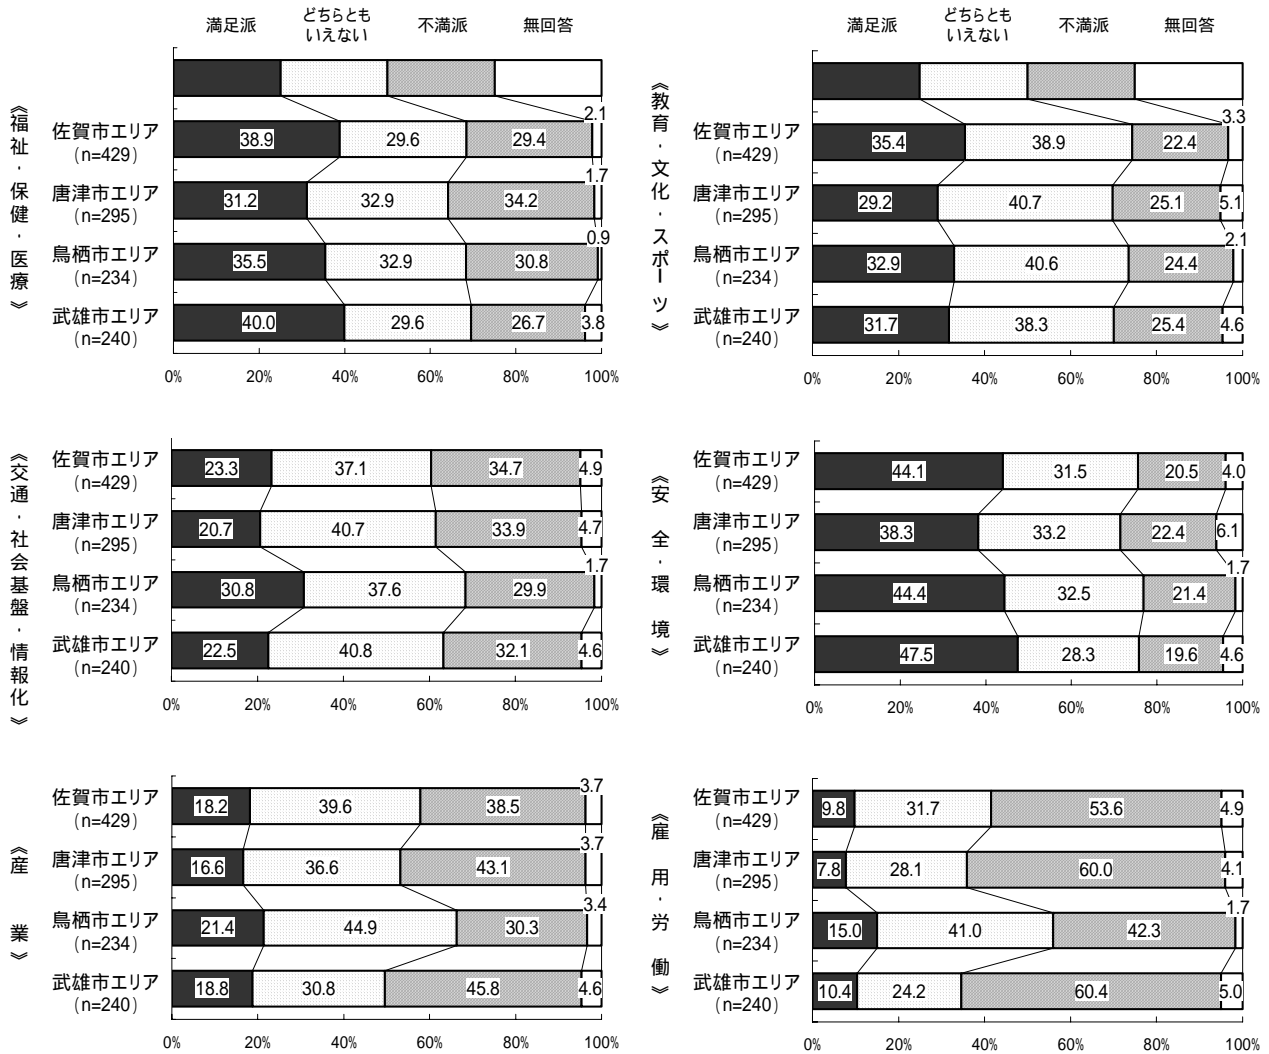 満足派 どちらとも いえない 不満派 無回答
《福祉・保健・医療》
佐賀市エリア
(n=429)
38.9 29.6 29.4 2.1
唐津市エリア
(n=295)
31.2 32.9 34.2 1.7
鳥栖市エリア
(n=234)
35.5 32.9 30.8 0.9
武雄市エリア
(n=240)
40.0 29.6 26.7 3.8
0% 20% 40% 60% 80% 100%
満足派 どちらとも いえない 不満派 無回答
《教育・文化・スポーツ》
佐賀市エリア
(n=429)
35.4 38.9 22.4 3.3
唐津市エリア
(n=295)
29.2 40.7 25.1 5.1
鳥栖市エリア
(n=234)
32.9 40.6 24.4 2.1
武雄市エリア
(n=240)
31.7 38.3 25.4 4.6
0% 20% 40% 60% 80% 100%
《交通・社会基盤・情報化》
佐賀市エリア
(n=429)
23.3 37.1 34.7 4.9
唐津市エリア
(n=295)
20.7 40.7 33.9 4.7
鳥栖市エリア
(n=234)
30.8 37.6 29.9 1.7
武雄市エリア
(n=240)
22.5 40.8 32.1 4.6
0% 20% 40% 60% 80% 100%
《安全・環境》
佐賀市エリア
(n=429)
44.1 31.5 20.5 4.0
唐津市エリア
(n=295)
38.3 33.2 22.4 6.1
鳥栖市エリア
(n=234)
44.4 32.5 21.4 1.7
武雄市エリア
(n=240)
47.5 28.3 19.6 4.6
0% 20% 40% 60% 80% 100%
《産業》
佐賀市エリア
(n=429)
18.2 39.6 38.5 3.7
唐津市エリア
(n=295)
16.6 36.6 43.1 3.7
鳥栖市エリア
(n=234)
21.4 44.9 30.3 3.4
武雄市エリア
(n=240)
18.8 30.8 45.8 4.6
0% 20% 40% 60% 80% 100%
《雇用・労働》
佐賀市エリア
(n=429)
9.8 31.7 53.6 4.9
唐津市エリア
(n=295)
7.8 28.1 60.0 4.1
鳥栖市エリア
(n=234)
15.0 41.0 42.3 1.7
武雄市エリア
(n=240)
10.4 24.2 60.4 5.0
0% 20% 40% 60% 80% 100%